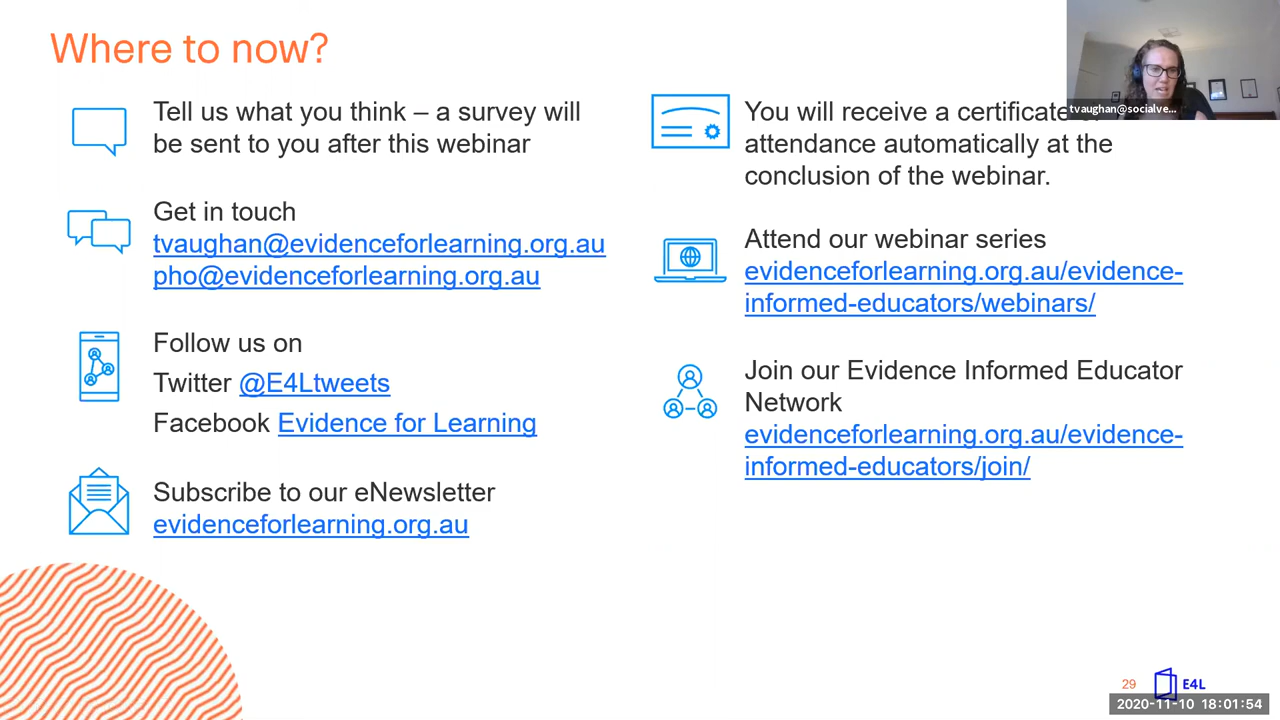 Where to now?
Tell us what you think – a survey will
be sent to you after this webinar
Get in touch
tvaughan@evidenceforlearning.org.au
pho@evidenceforlearning.org.au
Follow us on
Twitter @E4Ltweets
Facebook Evidence for Learning
Subscribe to our eNewsletter
evidenceforlearning.org.au
tvaughan@socialve...
You will receive a certificate
attendance automatically at the
conclusion of the webinar.
Attend our webinar series
evidenceforlearning.org.au/evidence-
informed-educators/webinars/
Join our Evidence Informed Educator
Network
evidenceforlearning.org.au/evidence-
informed-educators/join/
29
E4L
2020-11-10 18:01:54